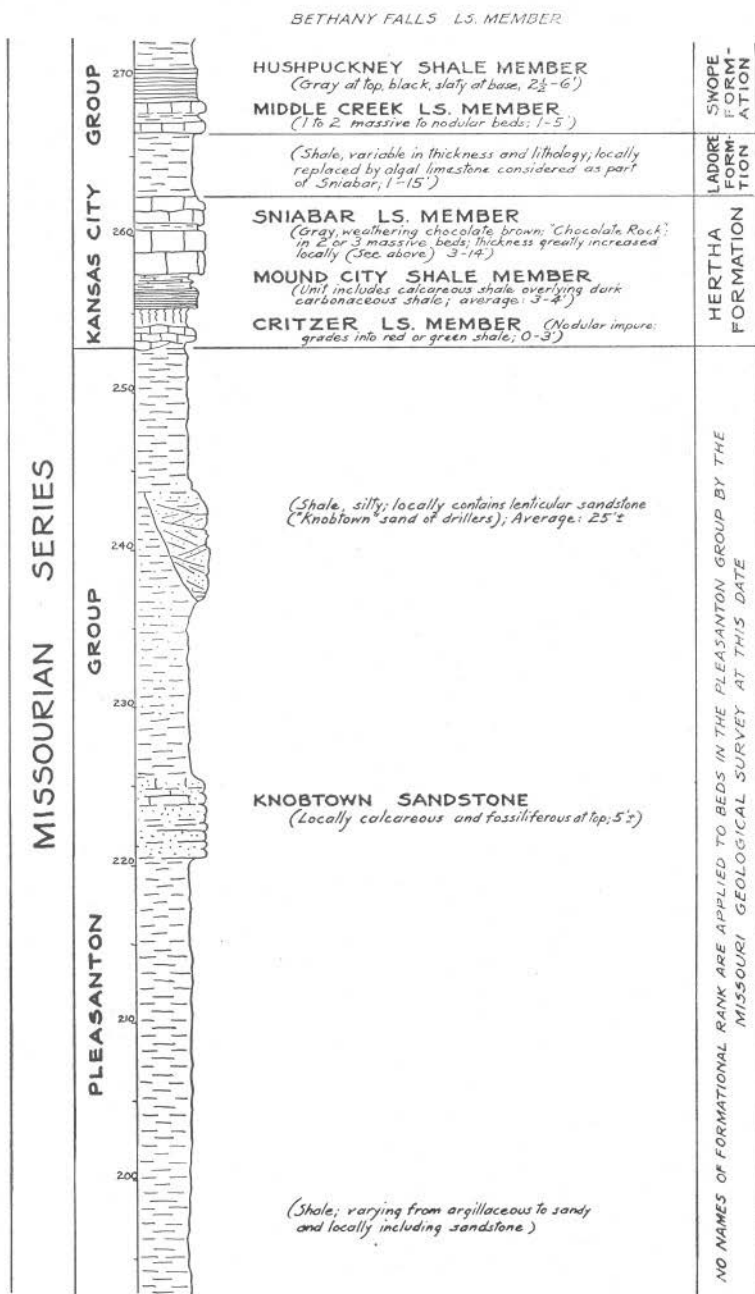 BETHANY FALLS LS. MEMBER
MISSOURIAN SERIES
KANSAS CITY GROUP
PLEASANTON GROUP
270
260
250
240
230
220
210
200
HUSHPUCKNEY SHALE MEMBER
(Gray at top, black, slaty at base, 2½-6')
MIDDLE CREEK LS. MEMBER
(1 to 2 massive to nodular beds; 1-5')
(Shale, variable in thickness and lithology; locally
replaced by algal limestone considered as part
of Sniabar; 1-15')
SNIABAR LS. MEMBER
(Gray, weathering chocolate brown; "Chocolate Rock";
in 2 or 3 massive beds; thickness greatly increased
locally (See above) 3-14')
MOUND CITY SHALE MEMBER
(Unit includes calcareous shale overlying dark
carbonaceous shale; average: 3-4')
CRITZER LS. MEMBER (Nodular impure;
grades into red or green shale; 0-3')
(Shale, silty; locally contains lenticular sandstone
("Knobtown" sand of drillers); Average: 25'±
KNOBTOWN SANDSTONE
(Locally calcareous and fossiliferous at top; 5'±)
(Shale; varying from argillaceous to sandy
and locally including sandstone)
SWOPE
FORM-
ATION
LADORE
FORMA-
TION
HERTHA
FORMATION
NO NAMES OF FORMATIONAL RANK ARE APPLIED TO BEDS IN THE PLEASANTON GROUP BY THE
MISSOURI GEOLOGICAL SURVEY AT THIS DATE